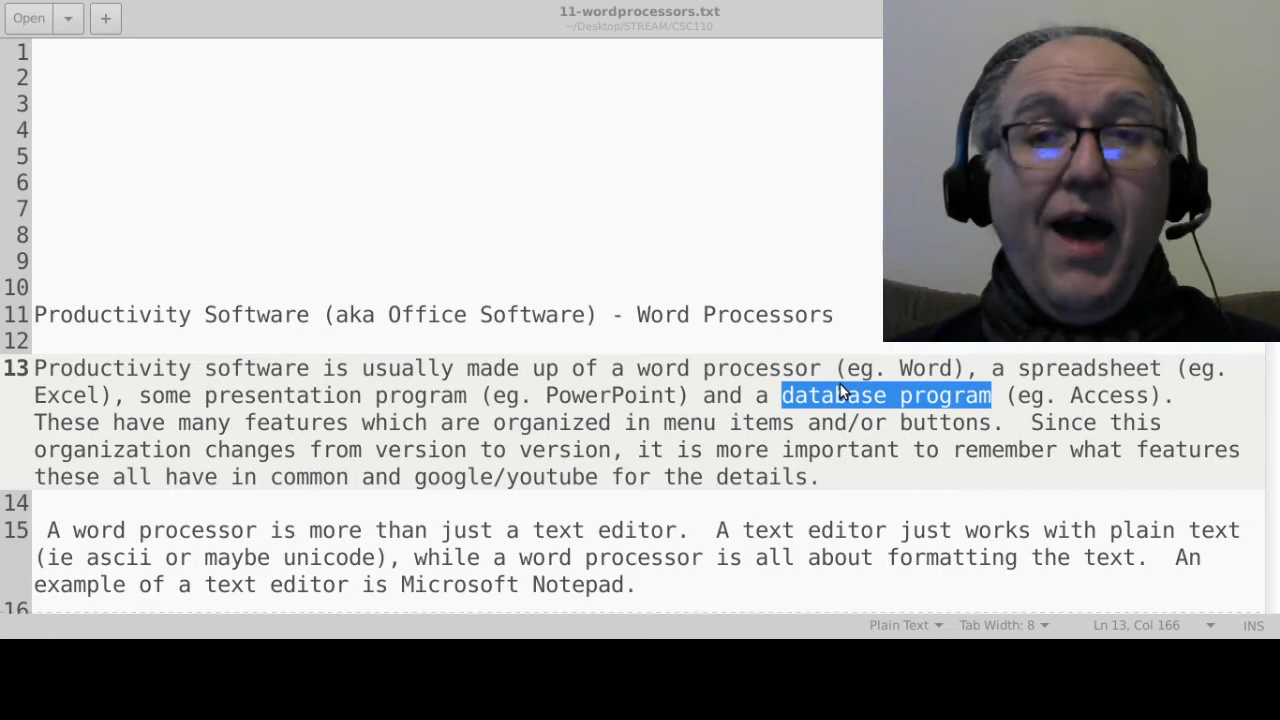 Open
11-wordprocessors.txt
~/Desktop/STREAM/CSC110
1
2
3
4
5
6
7
8
9
10
11 Productivity Software (aka Office Software) - Word Processors
12
13 Productivity software is usually made up of a word processor (eg. Word), a spreadsheet (eg.
Excel), some presentation program (eg. PowerPoint) and a database program (eg. Access).
These have many features which are organized in menu items and/or buttons.  Since this
organization changes from version to version, it is more important to remember what features
these all have in common and google/youtube for the details.
14
15 A word processor is more than just a text editor.  A text editor just works with plain text
(ie ascii or maybe unicode), while a word processor is all about formatting the text.  An
example of a text editor is Microsoft Notepad.
16
Plain Text Tab Width: 8 Ln 13, Col 166 INS